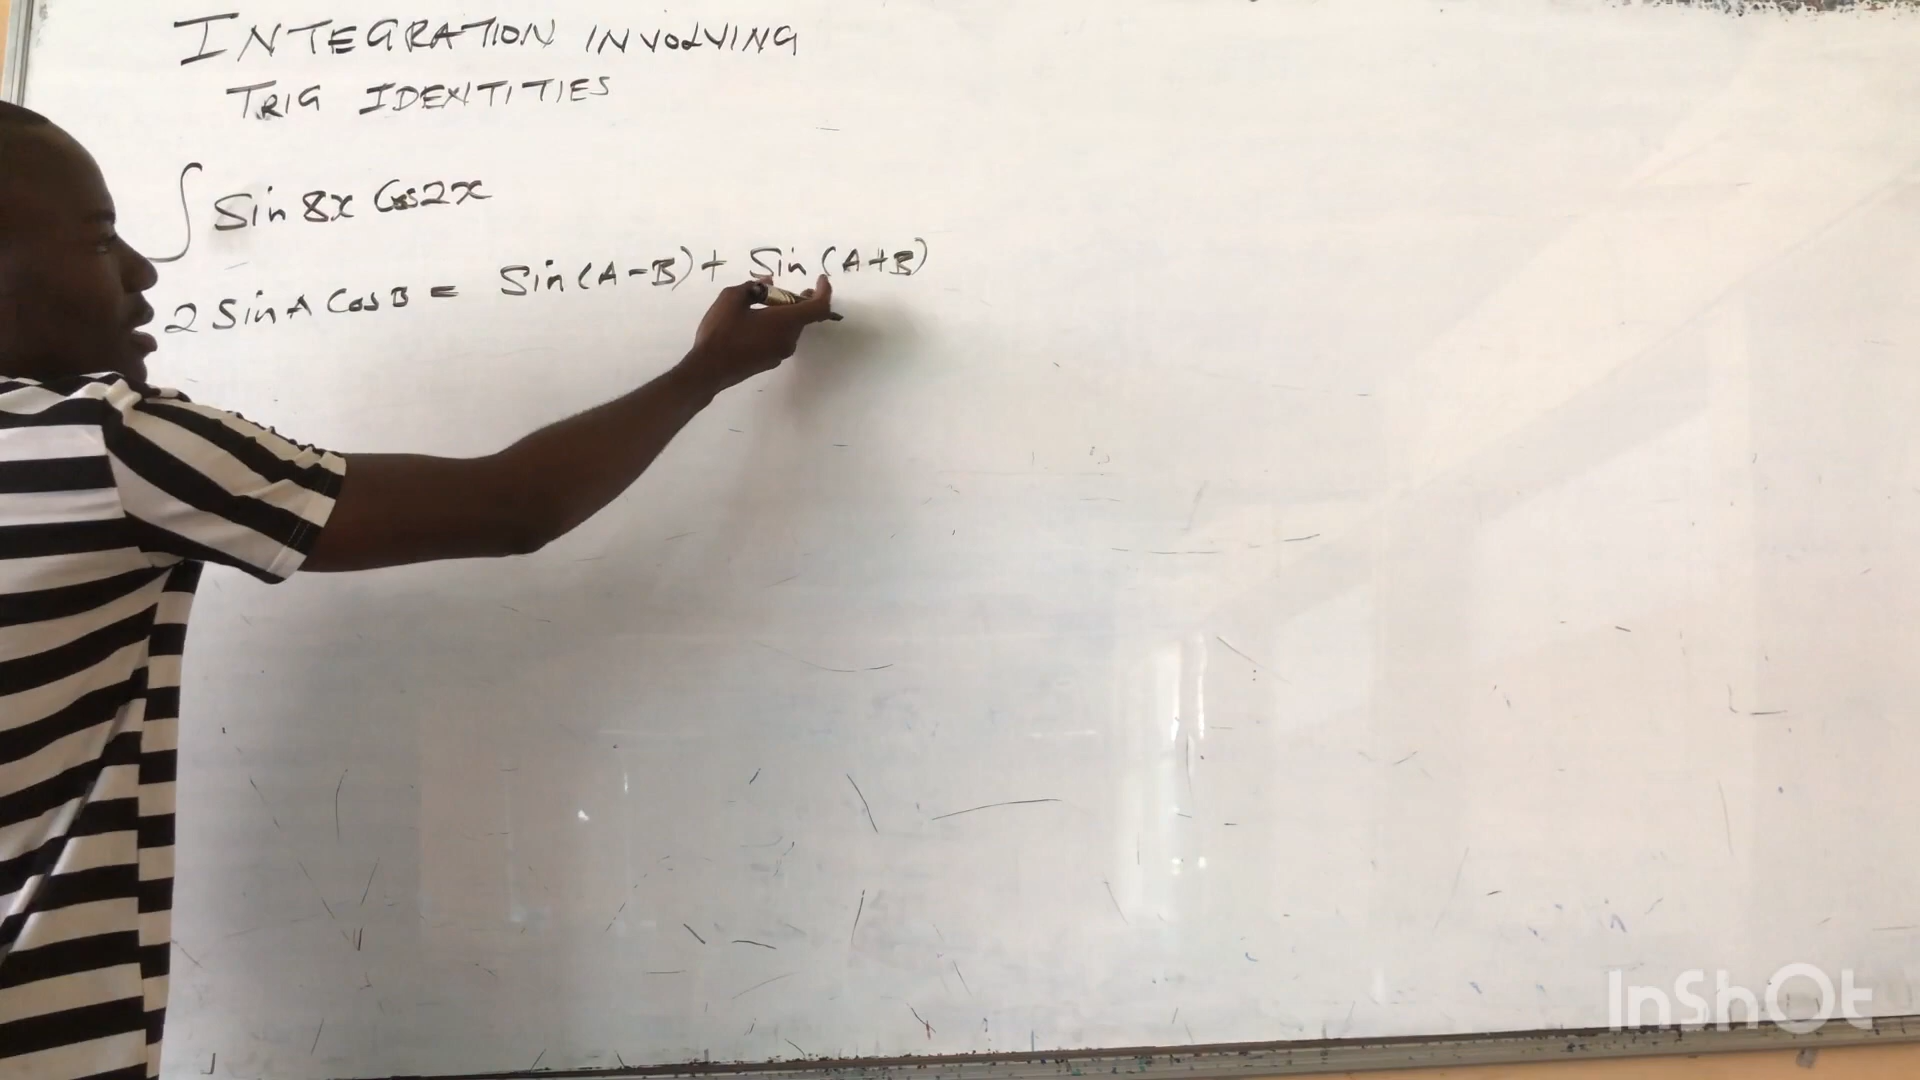 INTEGRATION INVOLVING
TRIG IDENTITIES
∫ Sin 8x Cos2x
2 Sin A Cos B = Sin(A-B) + Sin(A+B)
InShOt